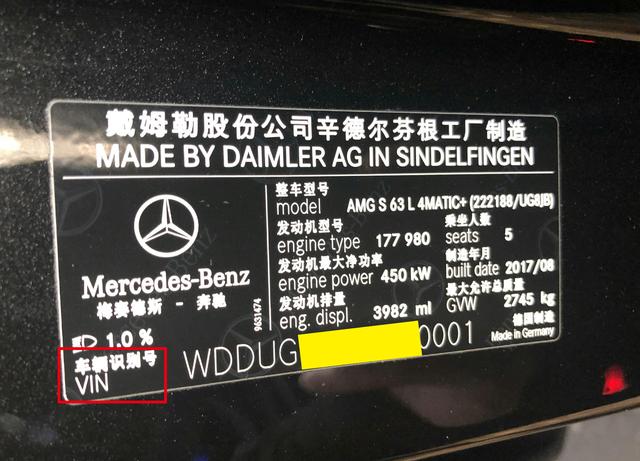 戴姆勒股份公司辛德尔芬根工厂制造
MADE BY DAIMLER AG IN SINDELFINGEN
Mercedes-Benz
梅赛德斯 - 奔驰
1.0 %
车辆识别号
VIN
WDDUG 0001
9631474
整车型号
model AMG S 63 L 4MATIC+ (222188/UG8JB)
发动机型号 乘坐人数
engine type 177 980 seats 5
发动机最大净功率 制造年月
engine power 450 kW built date 2017/08
发动机排量 最大允许总质量
eng. displ. 3982 ml GVW 2745 kg
德国制造
Made in Germany